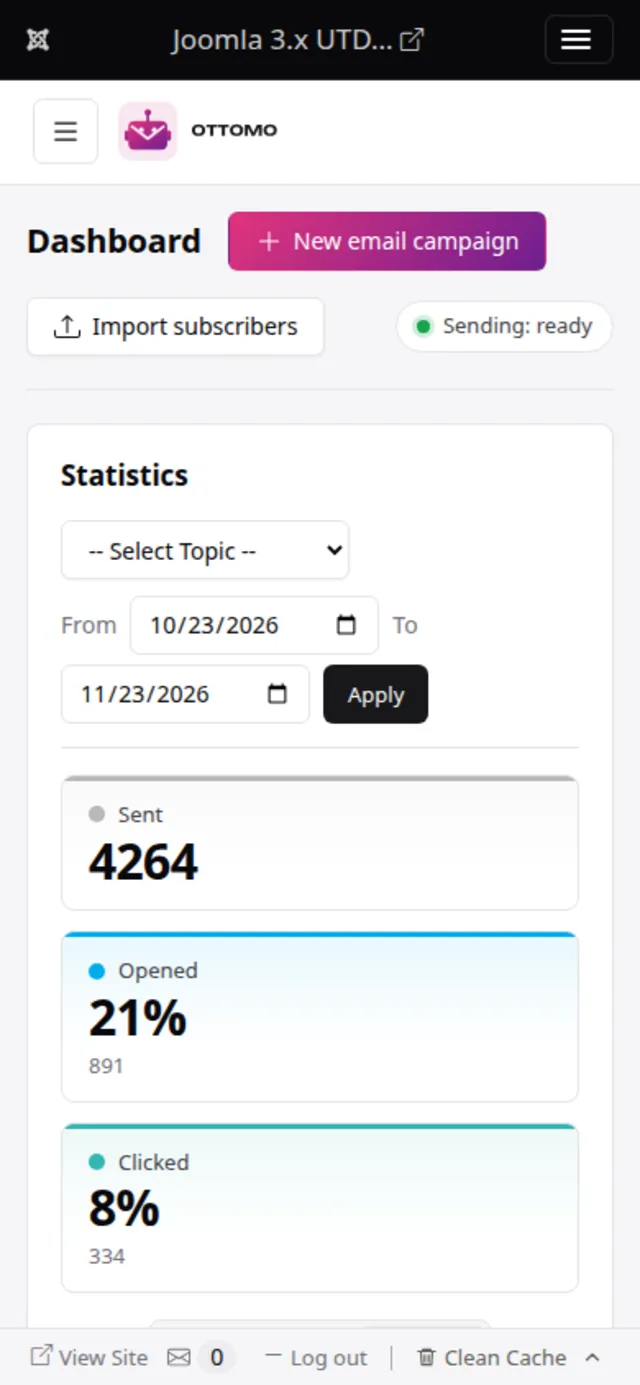 Joomla 3.x UTD...
OTTOMO
Dashboard
New email campaign
Import subscribers
Sending: ready
Statistics
-- Select Topic --
From 10/23/2026 To
11/23/2026 Apply
Sent
4264
Opened
21%
891
Clicked
8%
334
View Site 0 Log out Clean Cache